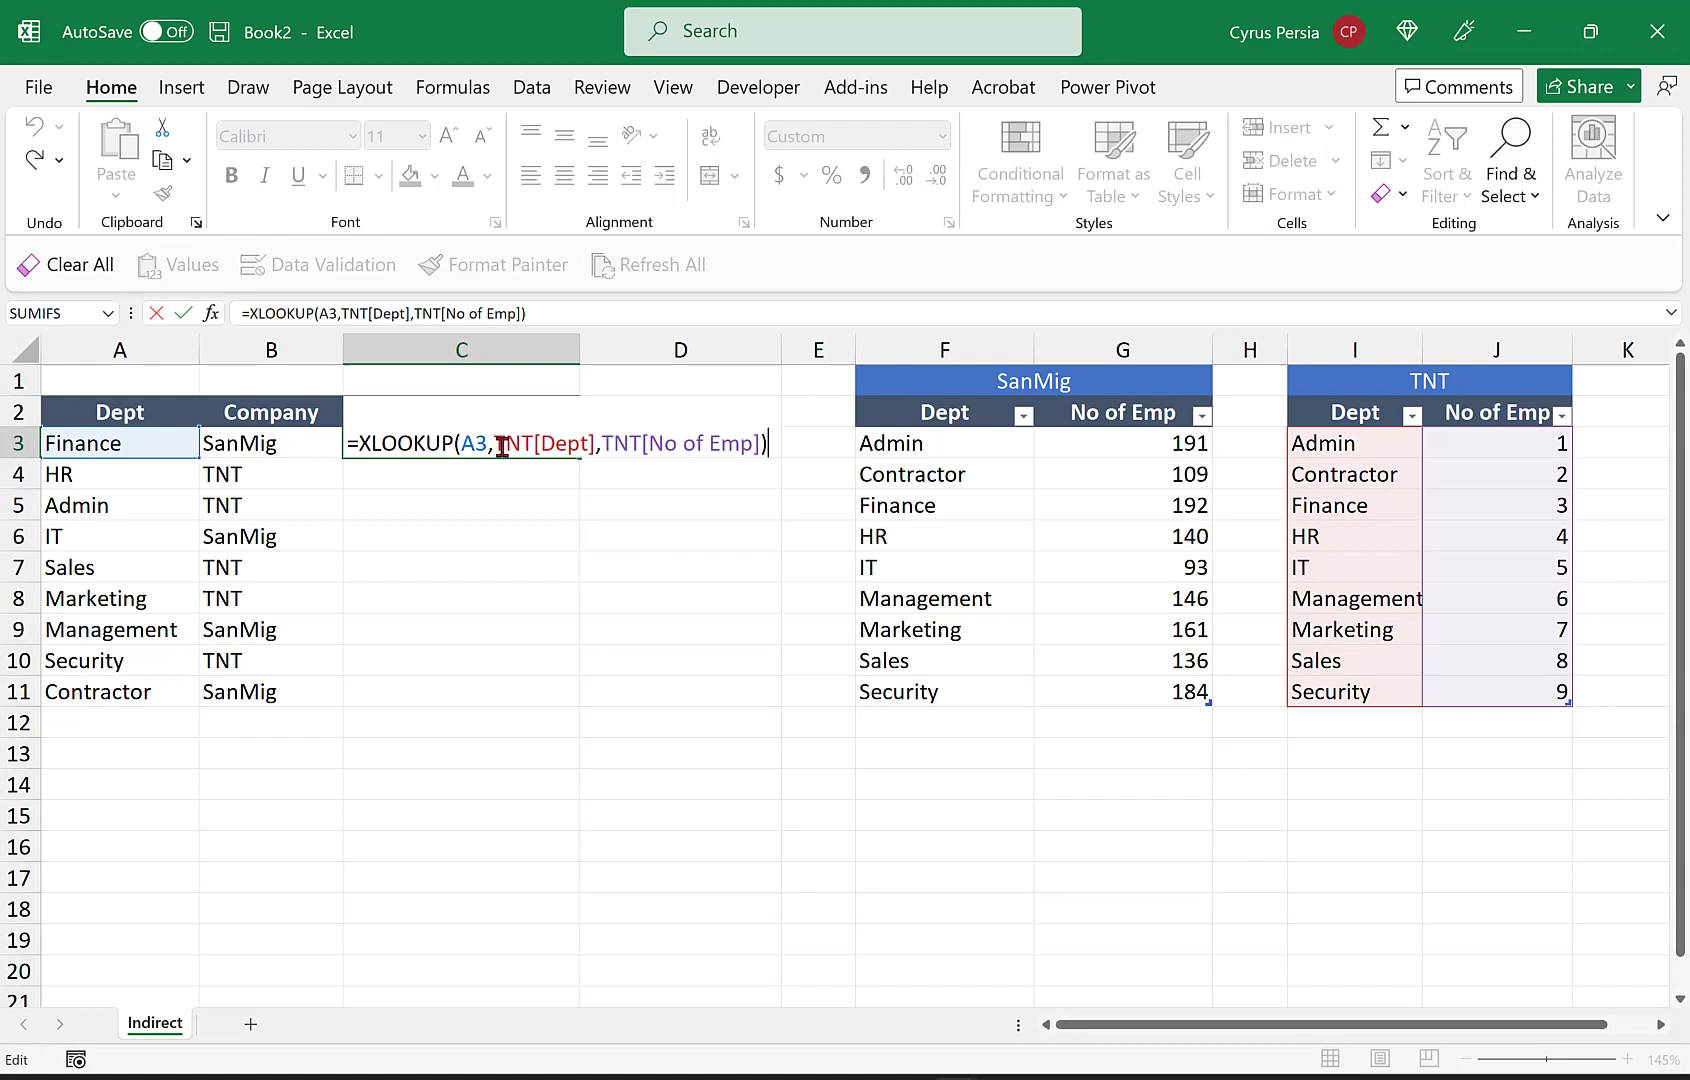 AutoSave Off Book2 - Excel Search Cyrus Persia CP
File Home Insert Draw Page Layout Formulas Data Review View Developer Add-ins Help Acrobat Power Pivot Comments Share
Calibri 11 Custom Insert
Paste Delete
B I U $ % Conditional Formatting Format as Table Cell Styles Format Sort & Filter Find & Select Analyze Data
Undo Clipboard Font Alignment Number Styles Cells Editing Analysis
Clear All Values Data Validation Format Painter Refresh All
SUMIFS fx =XLOOKUP(A3,TNT[Dept],TNT[No of Emp])
A B C D E F G H I J K
1 SanMig TNT
2 Dept Company Dept No of Emp Dept No of Emp
3 Finance SanMig =XLOOKUP(A3,TNT[Dept],TNT[No of Emp]) Admin 191 Admin 1
4 HR TNT Contractor 109 Contractor 2
5 Admin TNT Finance 192 Finance 3
6 IT SanMig HR 140 HR 4
7 Sales TNT IT 93 IT 5
8 Marketing TNT Management 146 Management 6
9 Management SanMig Marketing 161 Marketing 7
10 Security TNT Sales 136 Sales 8
11 Contractor SanMig Security 184 Security 9
12
13
14
15
16
17
18
19
20
21
Indirect
Edit 145%